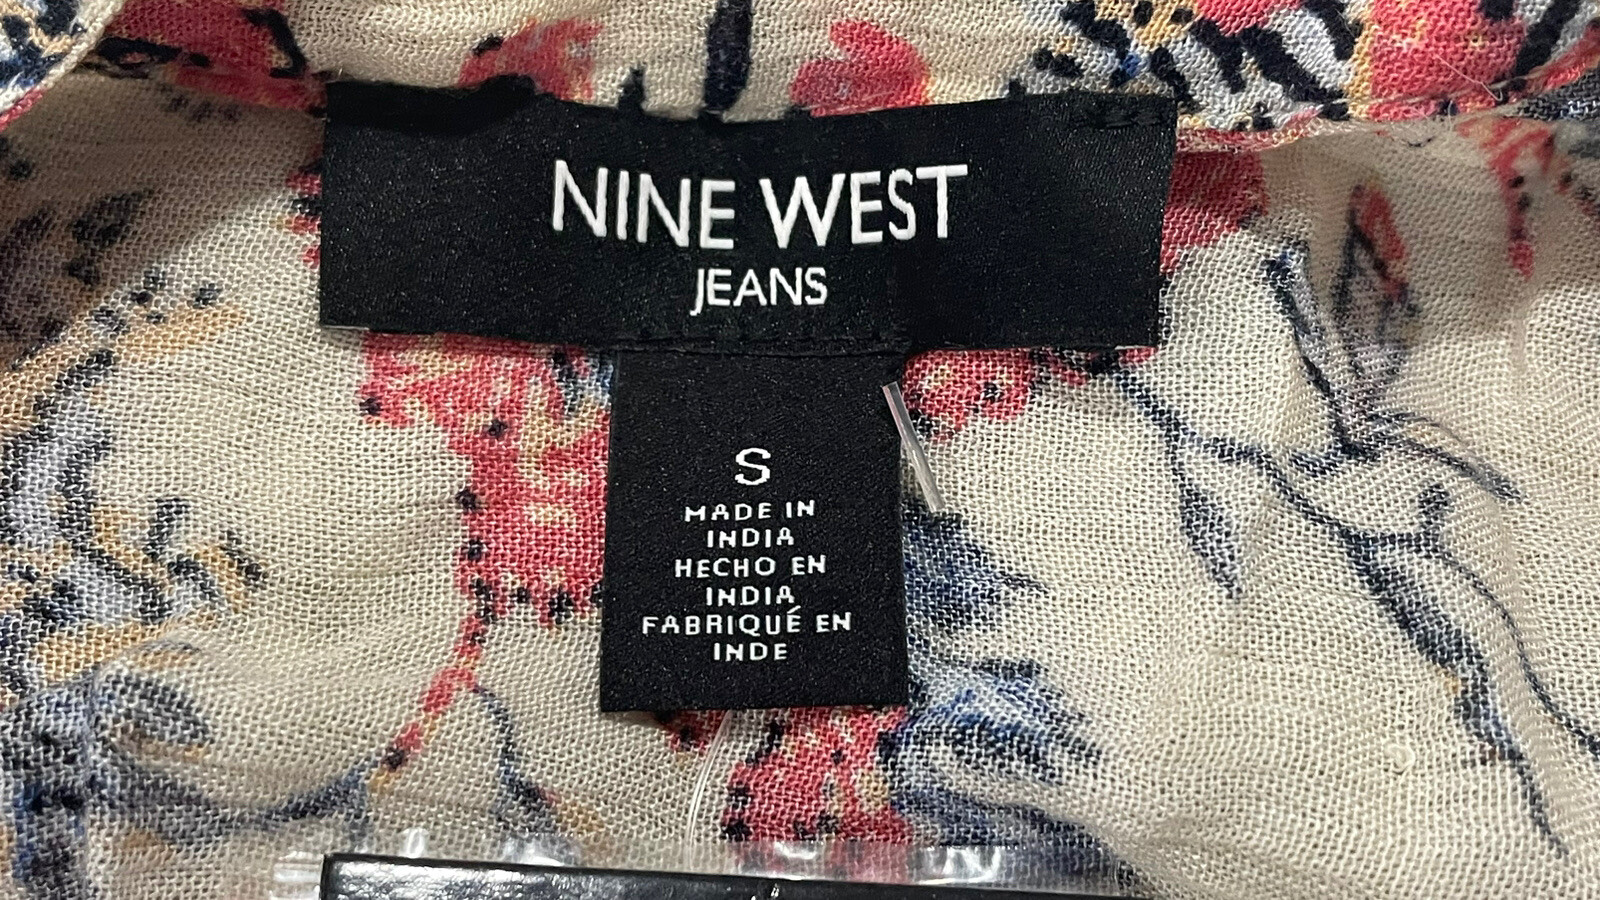 NINE WEST
JEANS
S
MADE IN
INDIA
HECHO EN
INDIA
FABRIQUÉ EN
INDE